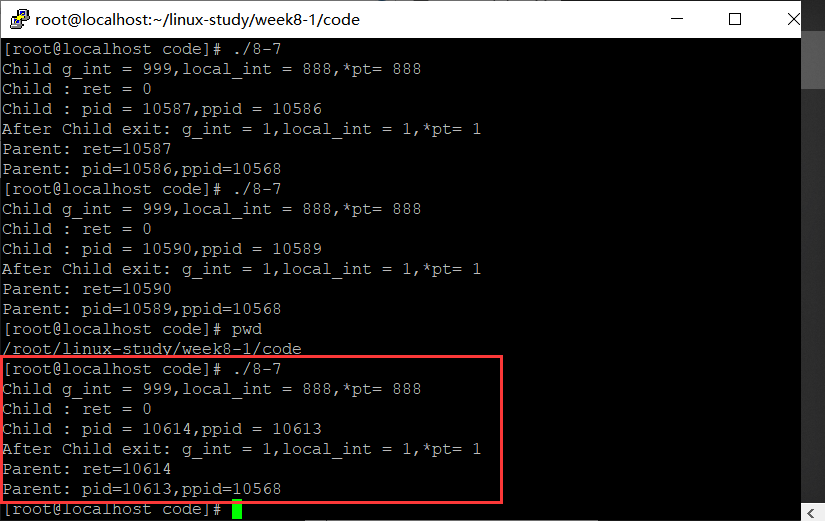 root@localhost:~/linux-study/week8-1/code
[root@localhost code]# ./8-7
Child g_int = 999,local_int = 888,*pt= 888
Child : ret = 0
Child : pid = 10587,ppid = 10586
After Child exit: g_int = 1,local_int = 1,*pt= 1
Parent: ret=10587
Parent: pid=10586,ppid=10568
[root@localhost code]# ./8-7
Child g_int = 999,local_int = 888,*pt= 888
Child : ret = 0
Child : pid = 10590,ppid = 10589
After Child exit: g_int = 1,local_int = 1,*pt= 1
Parent: ret=10590
Parent: pid=10589,ppid=10568
[root@localhost code]# pwd
/root/linux-study/week8-1/code
[root@localhost code]# ./8-7
Child g_int = 999,local_int = 888,*pt= 888
Child : ret = 0
Child : pid = 10614,ppid = 10613
After Child exit: g_int = 1,local_int = 1,*pt= 1
Parent: ret=10614
Parent: pid=10613,ppid=10568
[root@localhost code]#